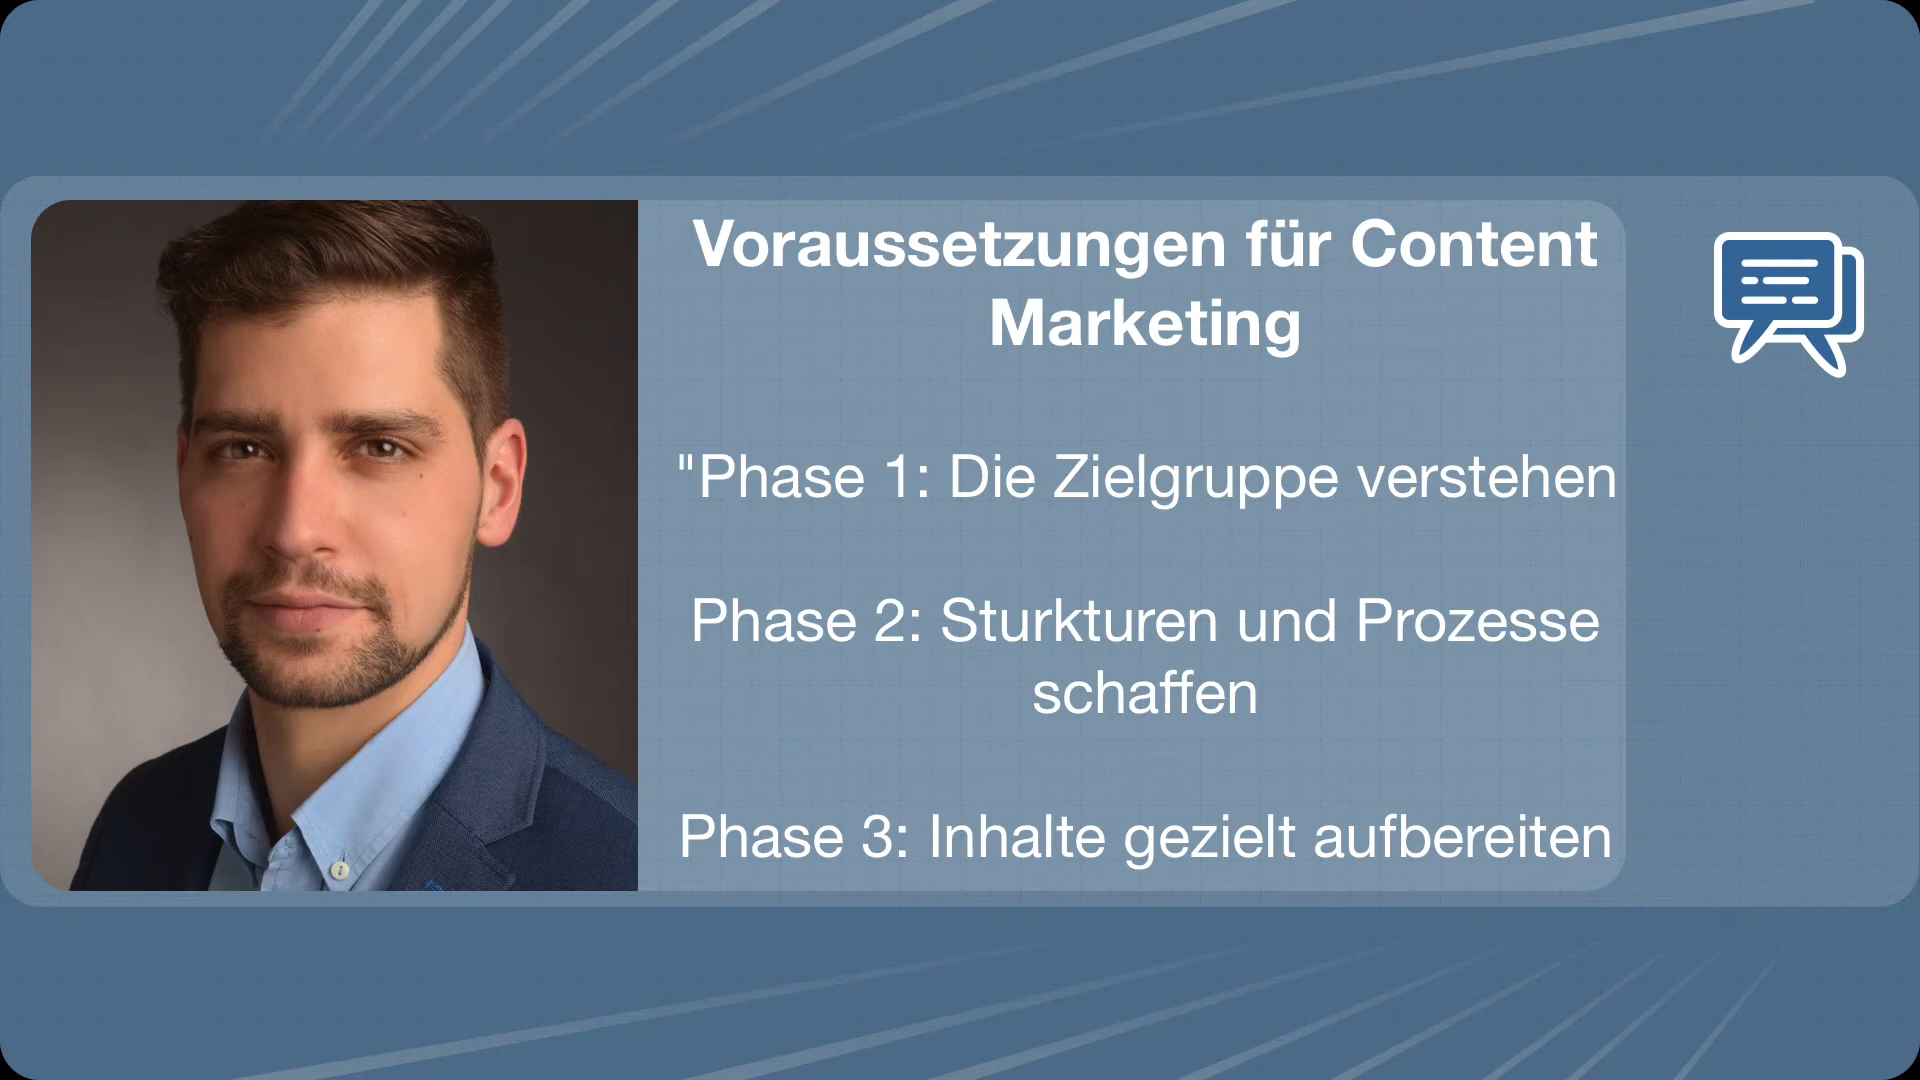 Voraussetzungen für Content
Marketing
"Phase 1: Die Zielgruppe verstehen
Phase 2: Sturkturen und Prozesse
schaffen
Phase 3: Inhalte gezielt aufbereiten